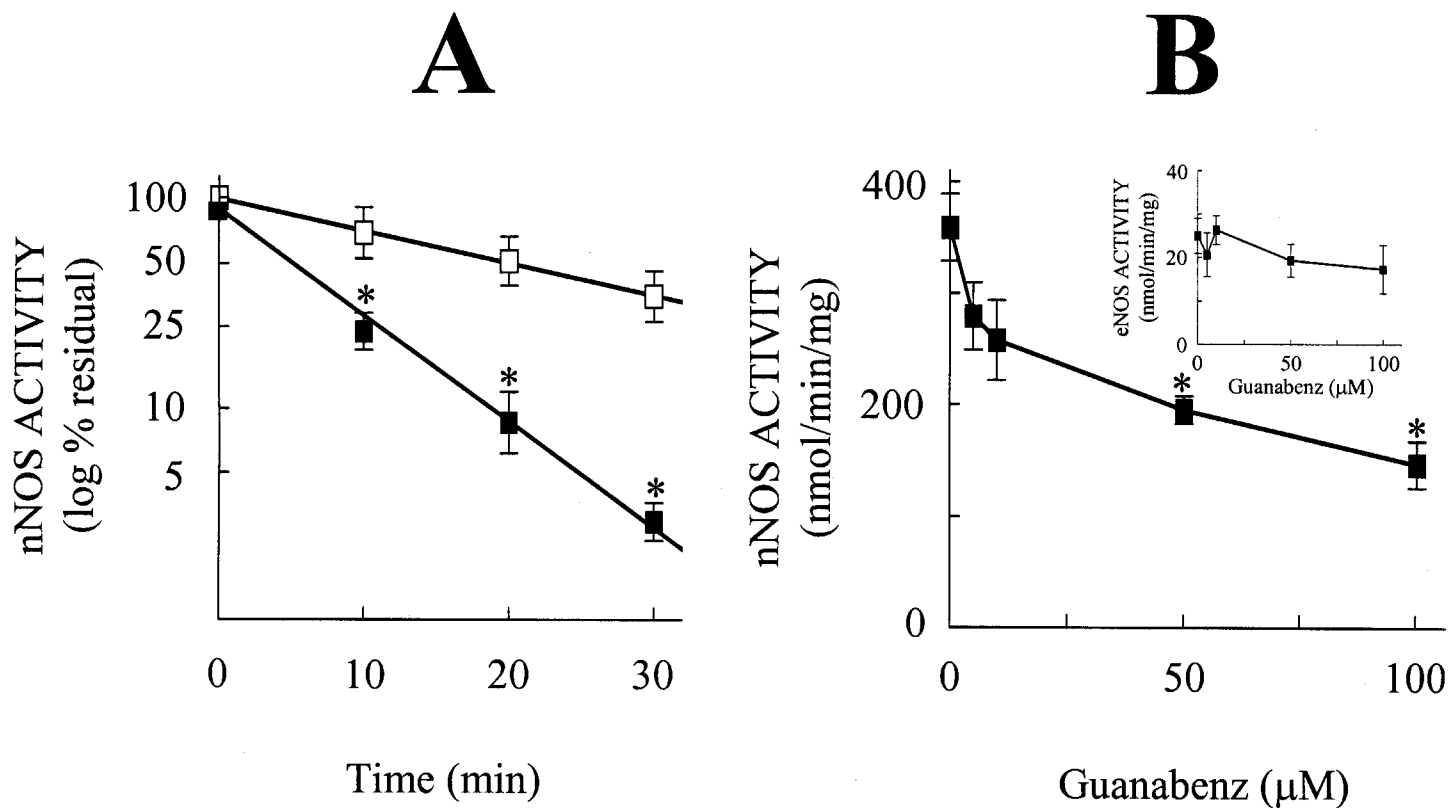 A
B
nNOS ACTIVITY
(log % residual)
100
50
25
10
5
*
*
*
0
10
20
30
Time (min)
nNOS ACTIVITY
(nmol/min/mg)
400
200
0
*
*
0
50
100
Guanabenz (µM)
eNOS ACTIVITY
(nmol/min/mg)
40
20
0
0
50
100
Guanabenz (µM)